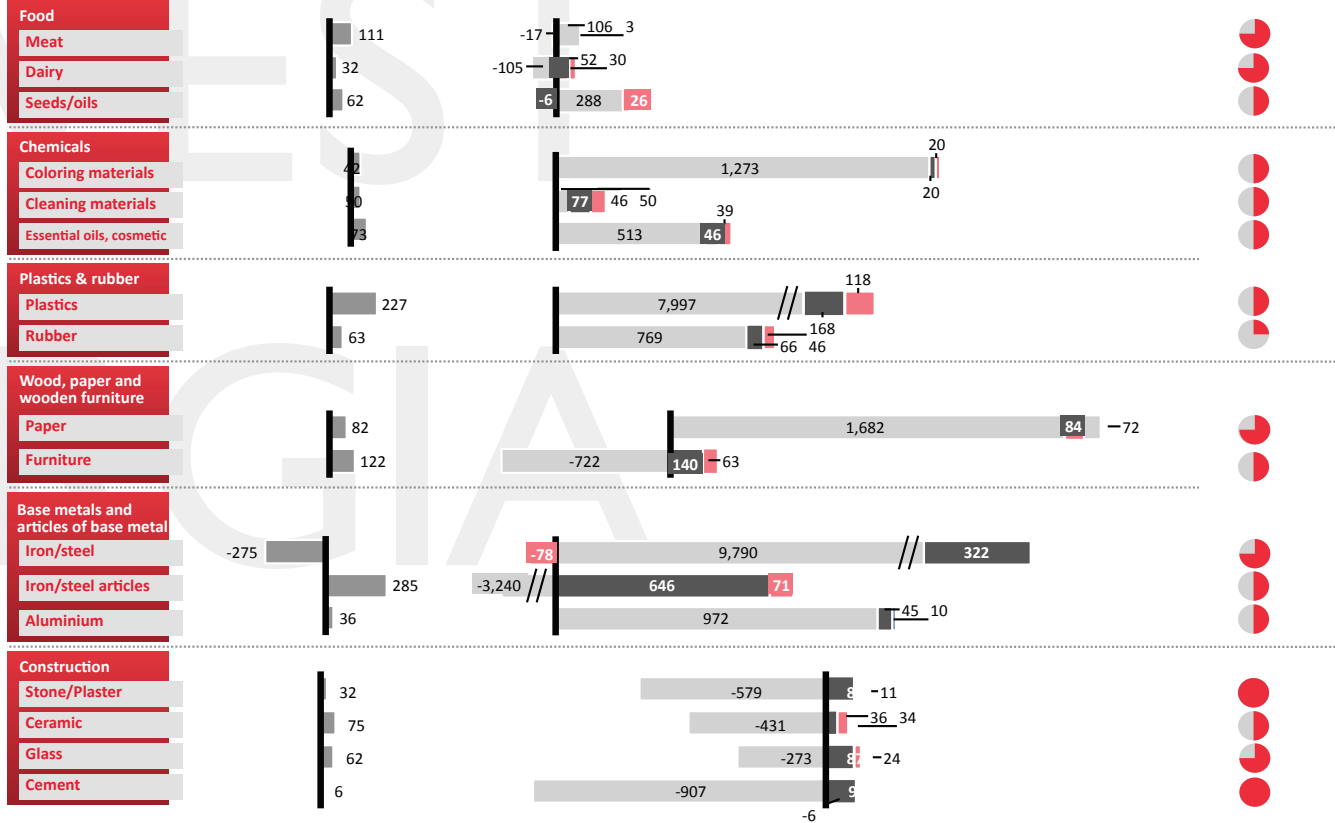 EST
GIA
Food
Meat
111
-17
106 3
Dairy
32
-105
52 30
Seeds/oils
62
-6
288
26
Chemicals
20
Coloring materials
42
1,273
20
Cleaning materials
50
77
46 50
39
Essential oils, cosmetic
73
513
46
Plastics & rubber
118
Plastics
227
7,997
168
Rubber
63
769
66 46
Wood, paper and
wooden furniture
Paper
82
1,682
84
72
Furniture
122
-722
140
63
Base metals and
articles of base metal
Iron/steel
-275
-78
9,790
322
Iron/steel articles
285
-3,240
646
71
Aluminium
36
972
45 10
Construction
Stone/Plaster
32
-579
11
Ceramic
75
-431
36 34
Glass
62
-273
24
Cement
6
-907
-6